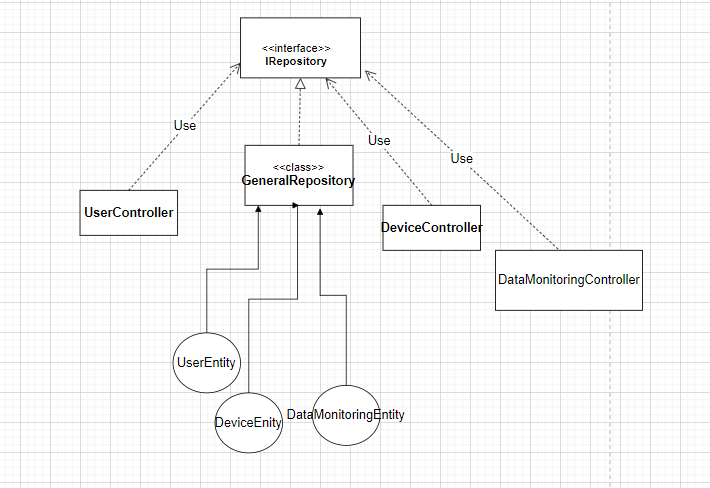 <<interface>>
IRepository
Use
Use
Use
<<class>>
GeneralRepository
UserController
DeviceController
DataMonitoringController
UserEntity
DeviceEnity
DataMonitoringEntity